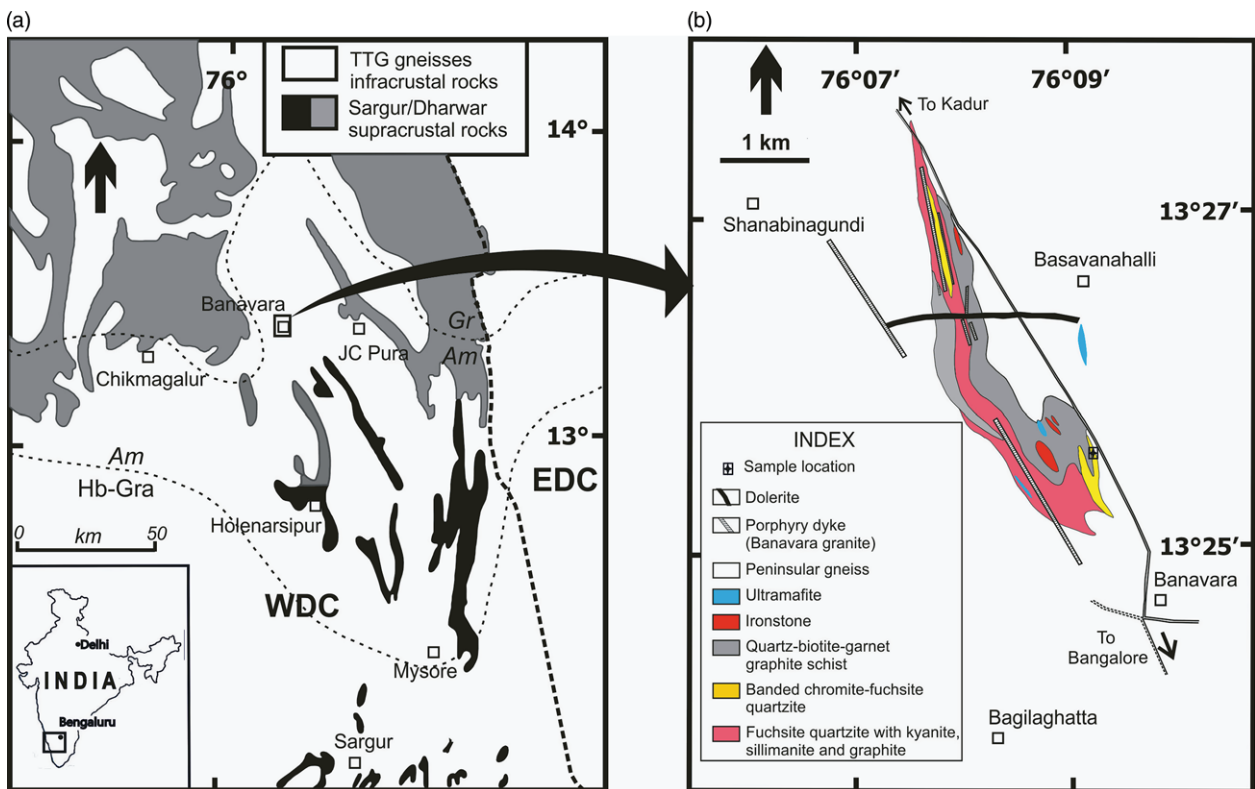 (a)
76°
TTG gneisses
infracrustal rocks
Sargur/Dharwar
supracrustal rocks
14°
Banavara
JC Pura
Gr
Am
Chikmagalur
13°
Am
Hb-Gra
EDC
Holenarsipur
0 km 50
WDC
Mysore
Sargur
Delhi
INDIA
Bengaluru
(b)
76°07′
76°09′
To Kadur
1 km
Shanabinagundi
13°27′
Basavanahalli
INDEX
Sample location
Dolerite
Porphyry dyke
(Banavara granite)
Peninsular gneiss
Ultramafite
Ironstone
Quartz-biotite-garnet
graphite schist
Banded chromite-fuchsite
quartzite
Fuchsite quartzite with kyanite,
sillimanite and graphite
13°25′
Banavara
To
Bangalore
Bagilaghatta